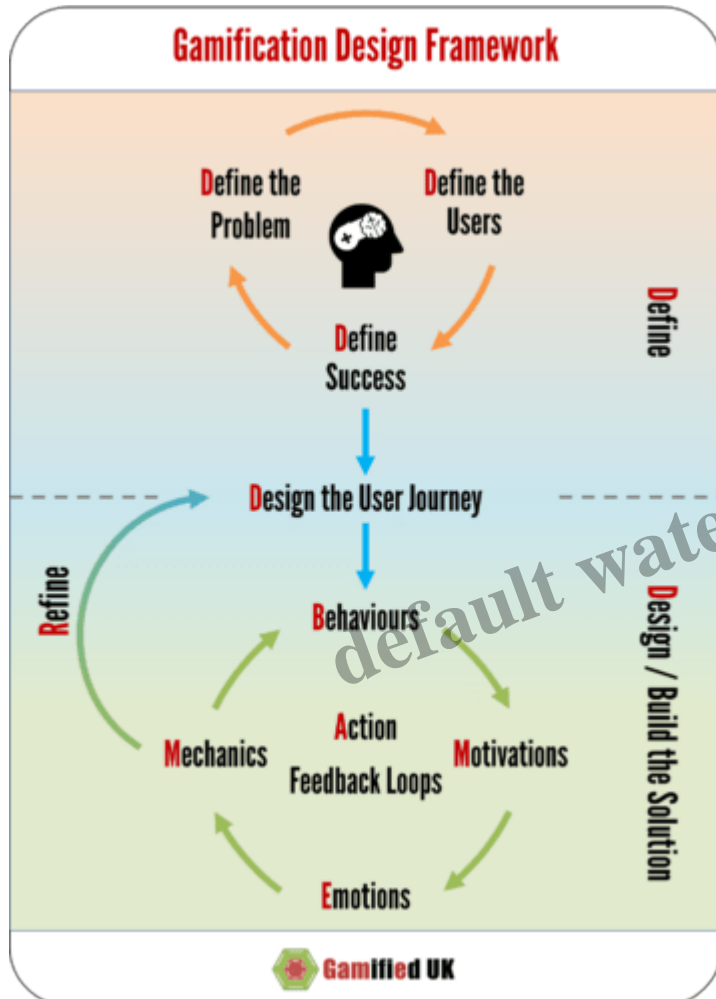 Gamification Design Framework
Define the
Problem
Define the
Users
Define
Success
Define
Design the User Journey
Refine
Design / Build the Solution
Behaviours
Action
Feedback Loops
Mechanics
Motivations
Emotions
default wate
Gamified UK